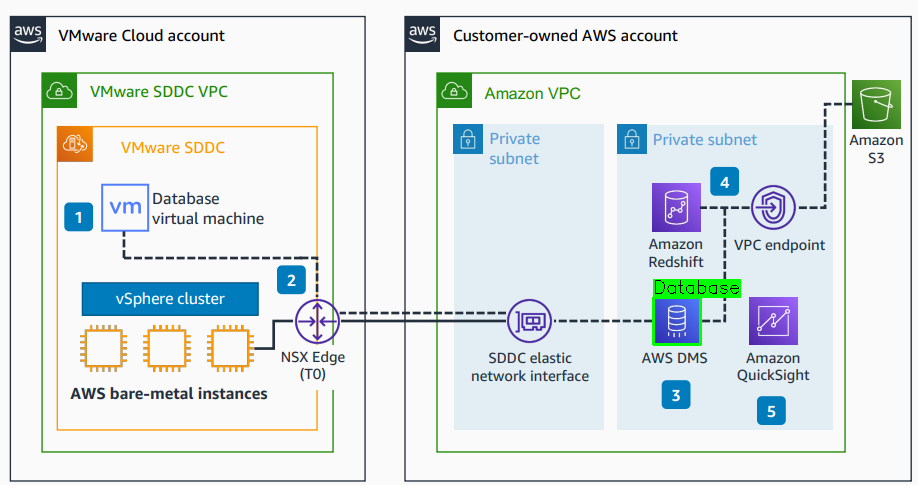 aws
VMware Cloud account
VMware SDDC VPC
VMware SDDC
1
vm
Database
virtual machine
2
vSphere cluster
NSX Edge
(T0)
AWS bare-metal instances
aws
Customer-owned AWS account
Amazon VPC
Private
subnet
SDDC elastic
network interface
Private subnet
4
Amazon
Redshift
VPC endpoint
Database
AWS DMS
3
Amazon
QuickSight
5
Amazon
S3